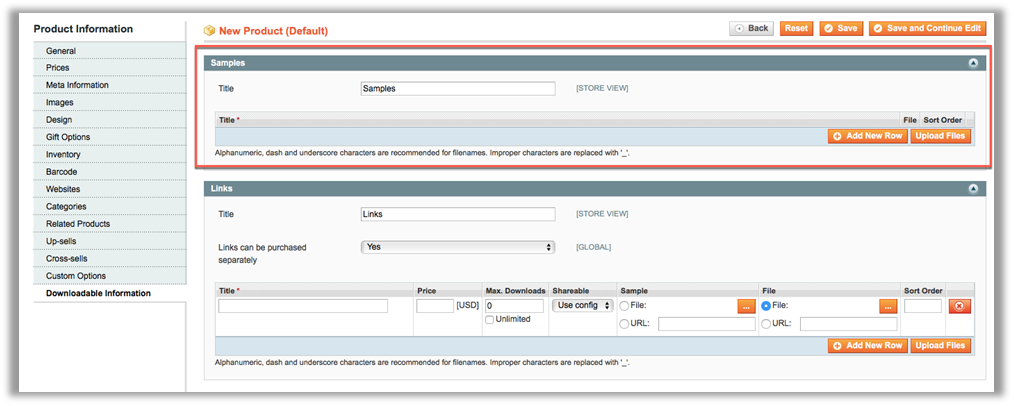 Product Information
General
Prices
Meta Information
Images
Design
Gift Options
Inventory
Barcode
Websites
Categories
Related Products
Up-sells
Cross-sells
Custom Options
Downloadable Information
New Product (Default)
Back Reset Save Save and Continue Edit
Samples
Title Samples [STORE VIEW]
Title * File Sort Order
Add New Row Upload Files
Alphanumeric, dash and underscore characters are recommended for filenames. Improper characters are replaced with '_'.
Links
Title Links [STORE VIEW]
Links can be purchased Yes [GLOBAL]
separately
Title * Price Max. Downloads Shareable Sample File Sort Order
[USD] 0 Use config File: ... File: ...
Unlimited URL: URL:
Add New Row Upload Files
Alphanumeric, dash and underscore characters are recommended for filenames. Improper characters are replaced with '_'.